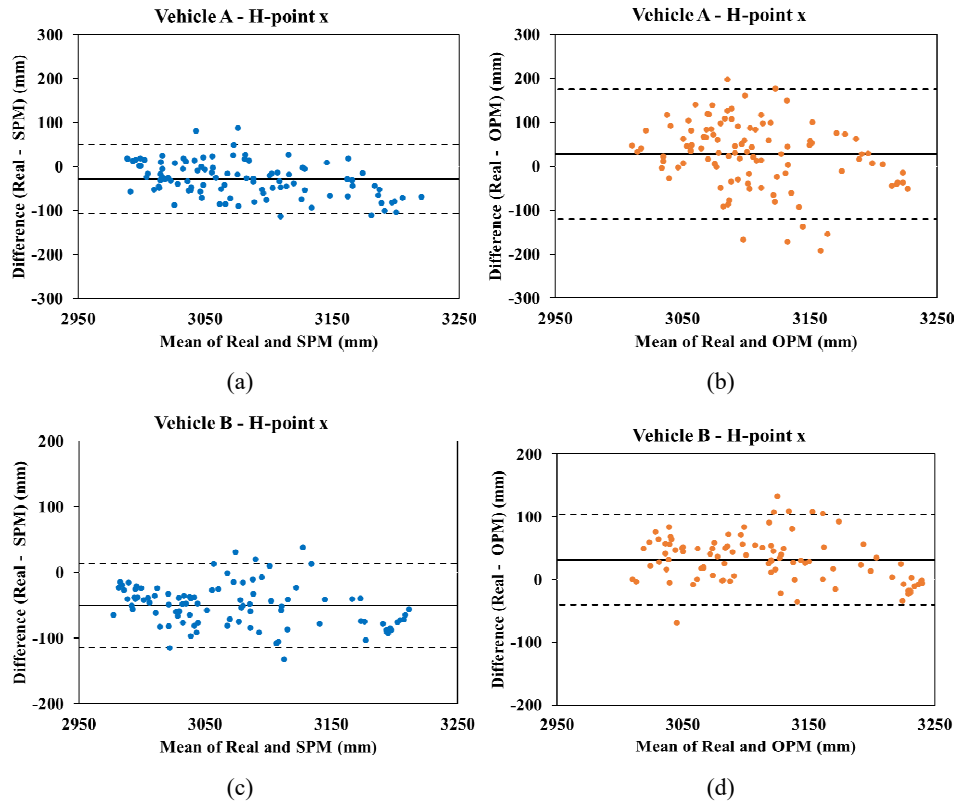 Vehicle A - H-point x
Difference (Real - SPM) (mm)
300
200
100
0
-100
-200
-300
2950
3050
3150
3250
Mean of Real and SPM (mm)
(a)
Vehicle A - H-point x
Difference (Real - OPM) (mm)
300
200
100
0
-100
-200
-300
2950
3050
3150
3250
Mean of Real and OPM (mm)
(b)
Vehicle B - H-point x
Difference (Real - SPM) (mm)
200
100
0
-100
-200
2950
3050
3150
3250
Mean of Real and SPM (mm)
(c)
Vehicle B - H-point x
Difference (Real - OPM) (mm)
200
100
0
-100
-200
2950
3050
3150
3250
Mean of Real and OPM (mm)
(d)